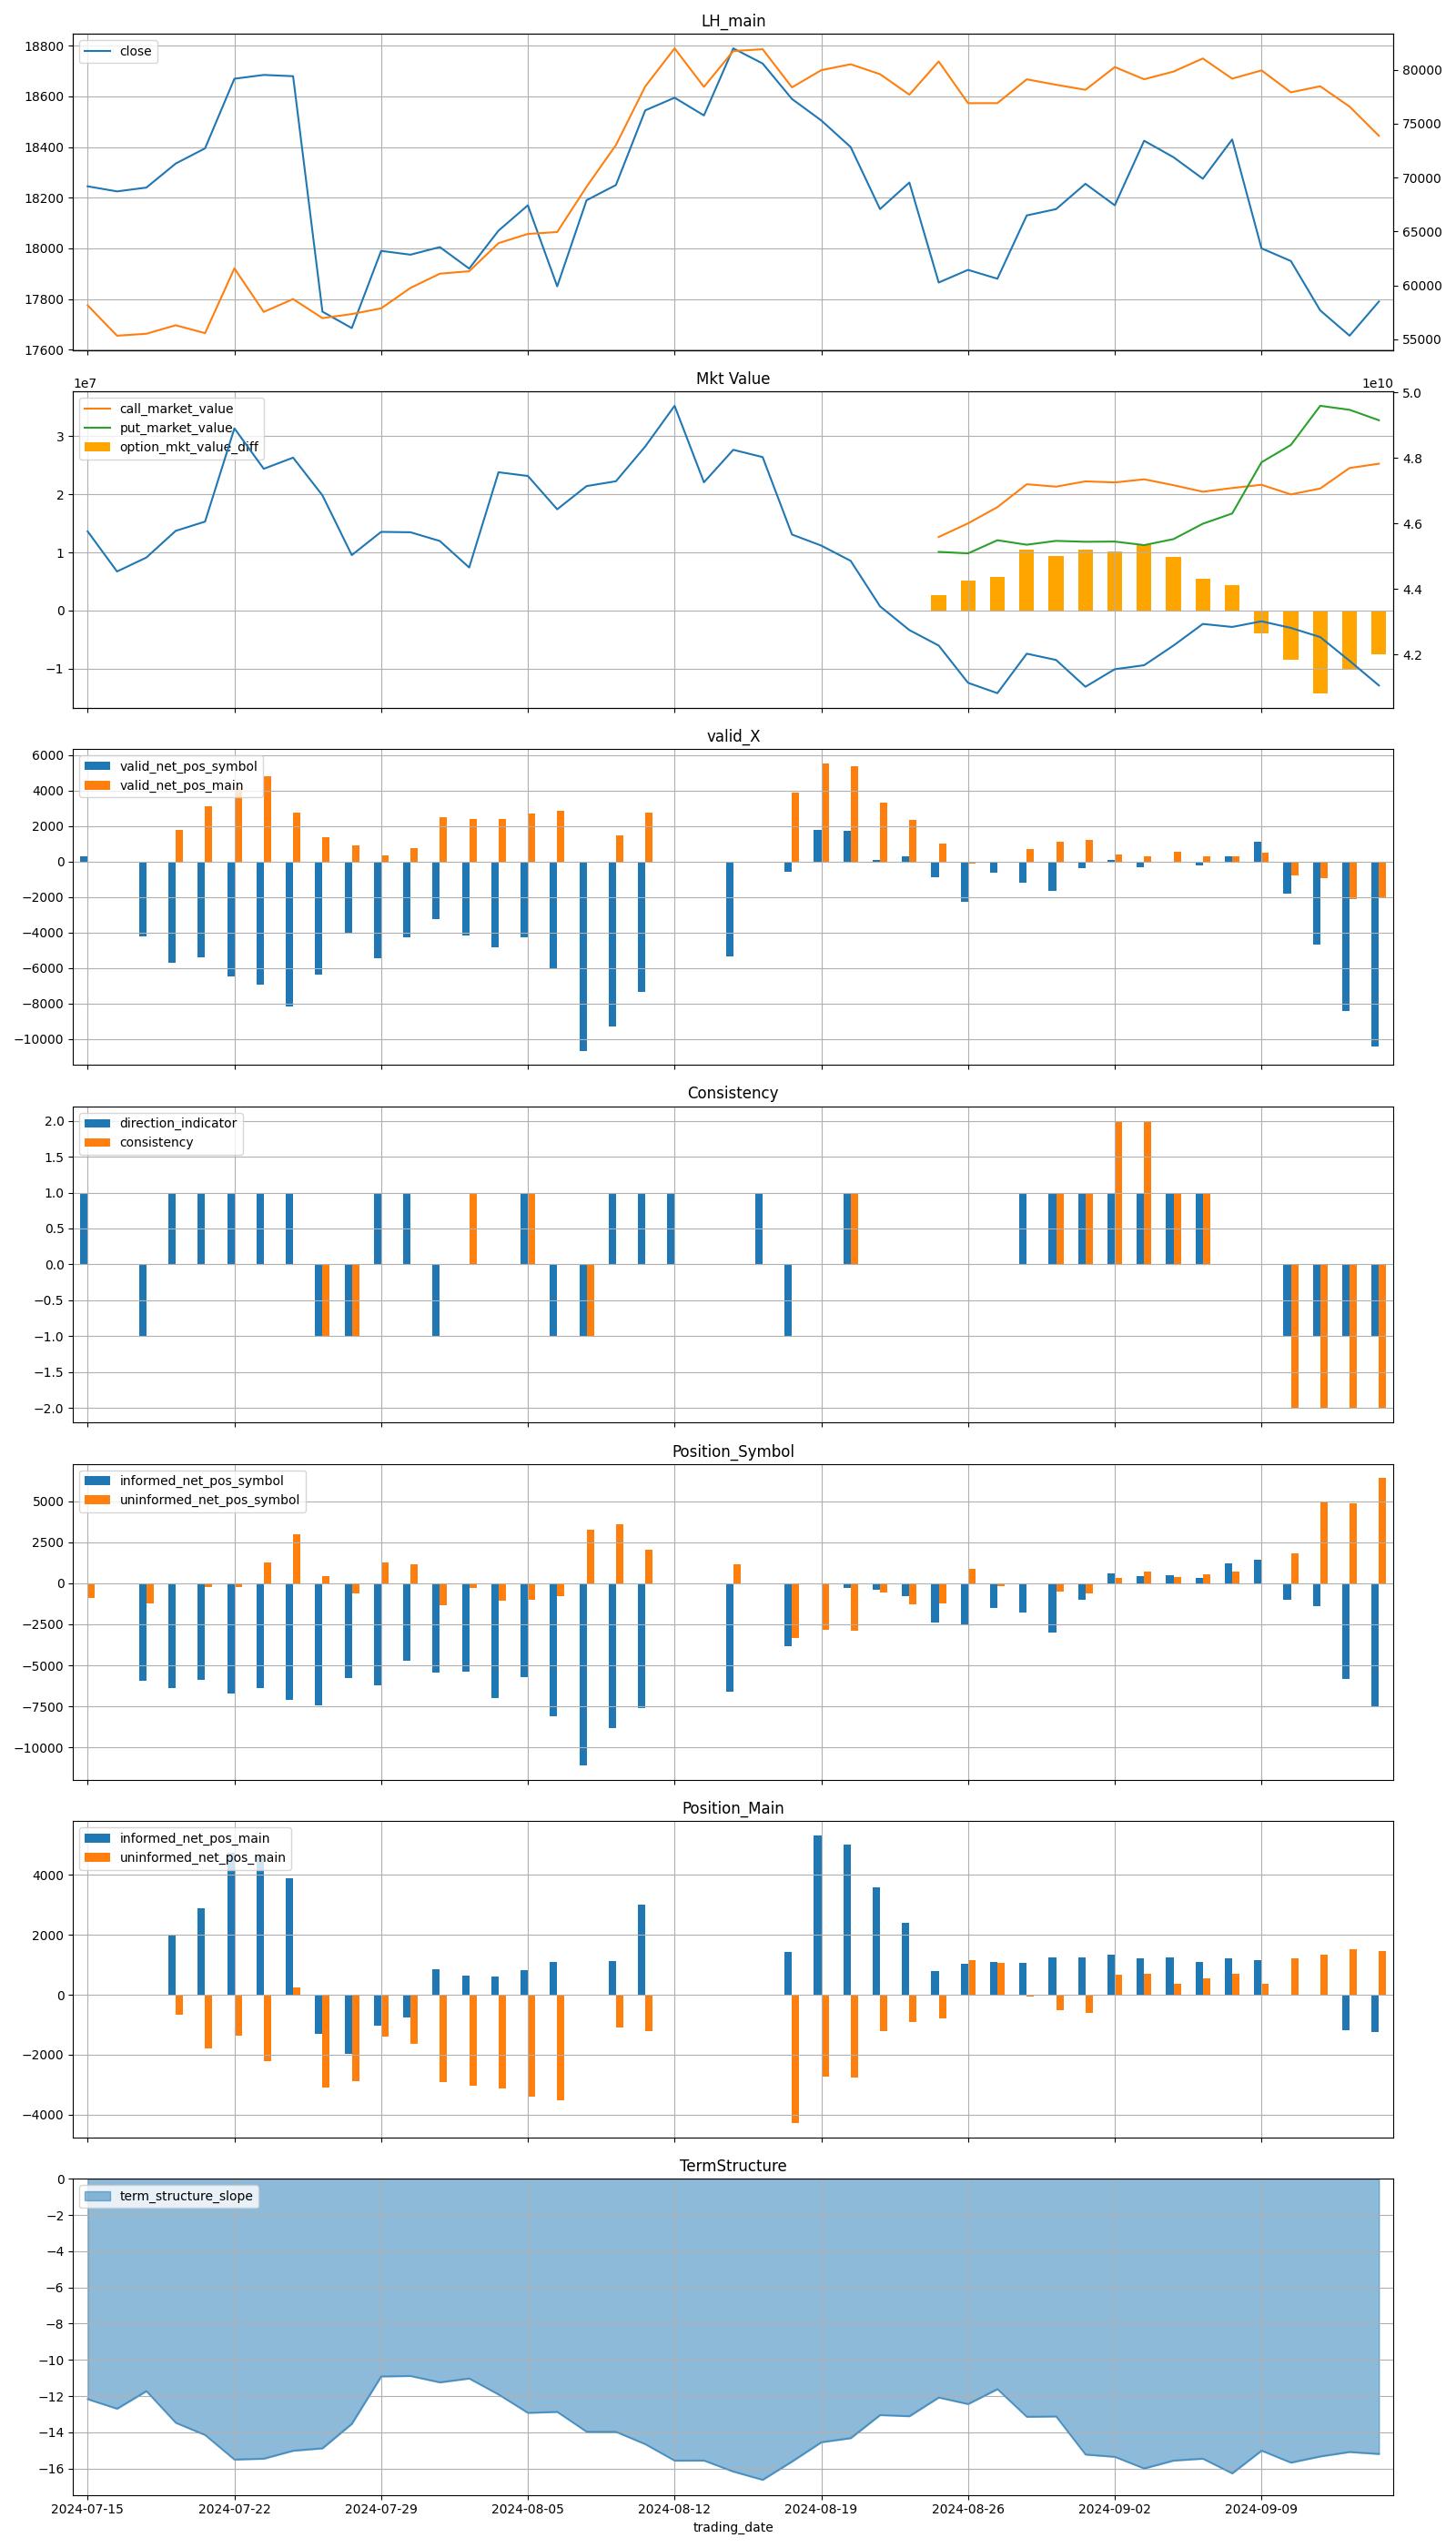 LH_main
close
18800
18600
18400
18200
18000
17800
17600
80000
75000
70000
65000
60000
55000
Mkt Value
1e7
1e10
call_market_value
put_market_value
option_mkt_value_diff
3
2
1
0
−1
5.0
4.8
4.6
4.4
4.2
valid_X
valid_net_pos_symbol
valid_net_pos_main
6000
4000
2000
0
−2000
−4000
−6000
−8000
−10000
Consistency
direction_indicator
consistency
2.0
1.5
1.0
0.5
0.0
−0.5
−1.0
−1.5
−2.0
Position_Symbol
informed_net_pos_symbol
uninformed_net_pos_symbol
5000
2500
0
−2500
−5000
−7500
−10000
Position_Main
informed_net_pos_main
uninformed_net_pos_main
4000
2000
0
−2000
−4000
TermStructure
term_structure_slope
0
−2
−4
−6
−8
−10
−12
−14
−16
2024-07-15 2024-07-22 2024-07-29 2024-08-05 2024-08-12 2024-08-19 2024-08-26 2024-09-02 2024-09-09
trading_date